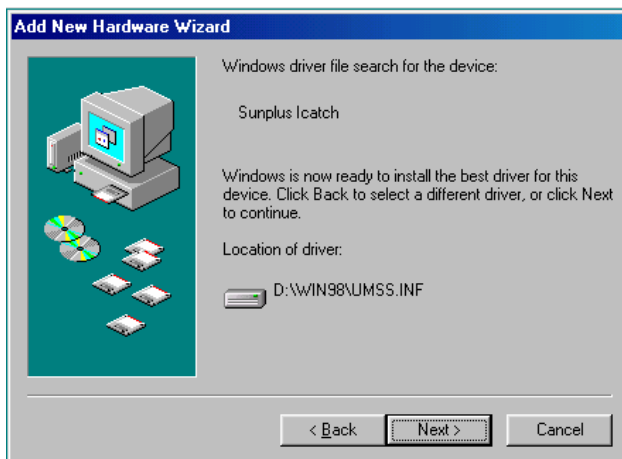 Add New Hardware Wizard
Windows driver file search for the device:
Sunplus Icatch
Windows is now ready to install the best driver for this
device. Click Back to select a different driver, or click Next
to continue.
Location of driver:
D:\WIN98\UMSS.INF
< Back
Next >
Cancel